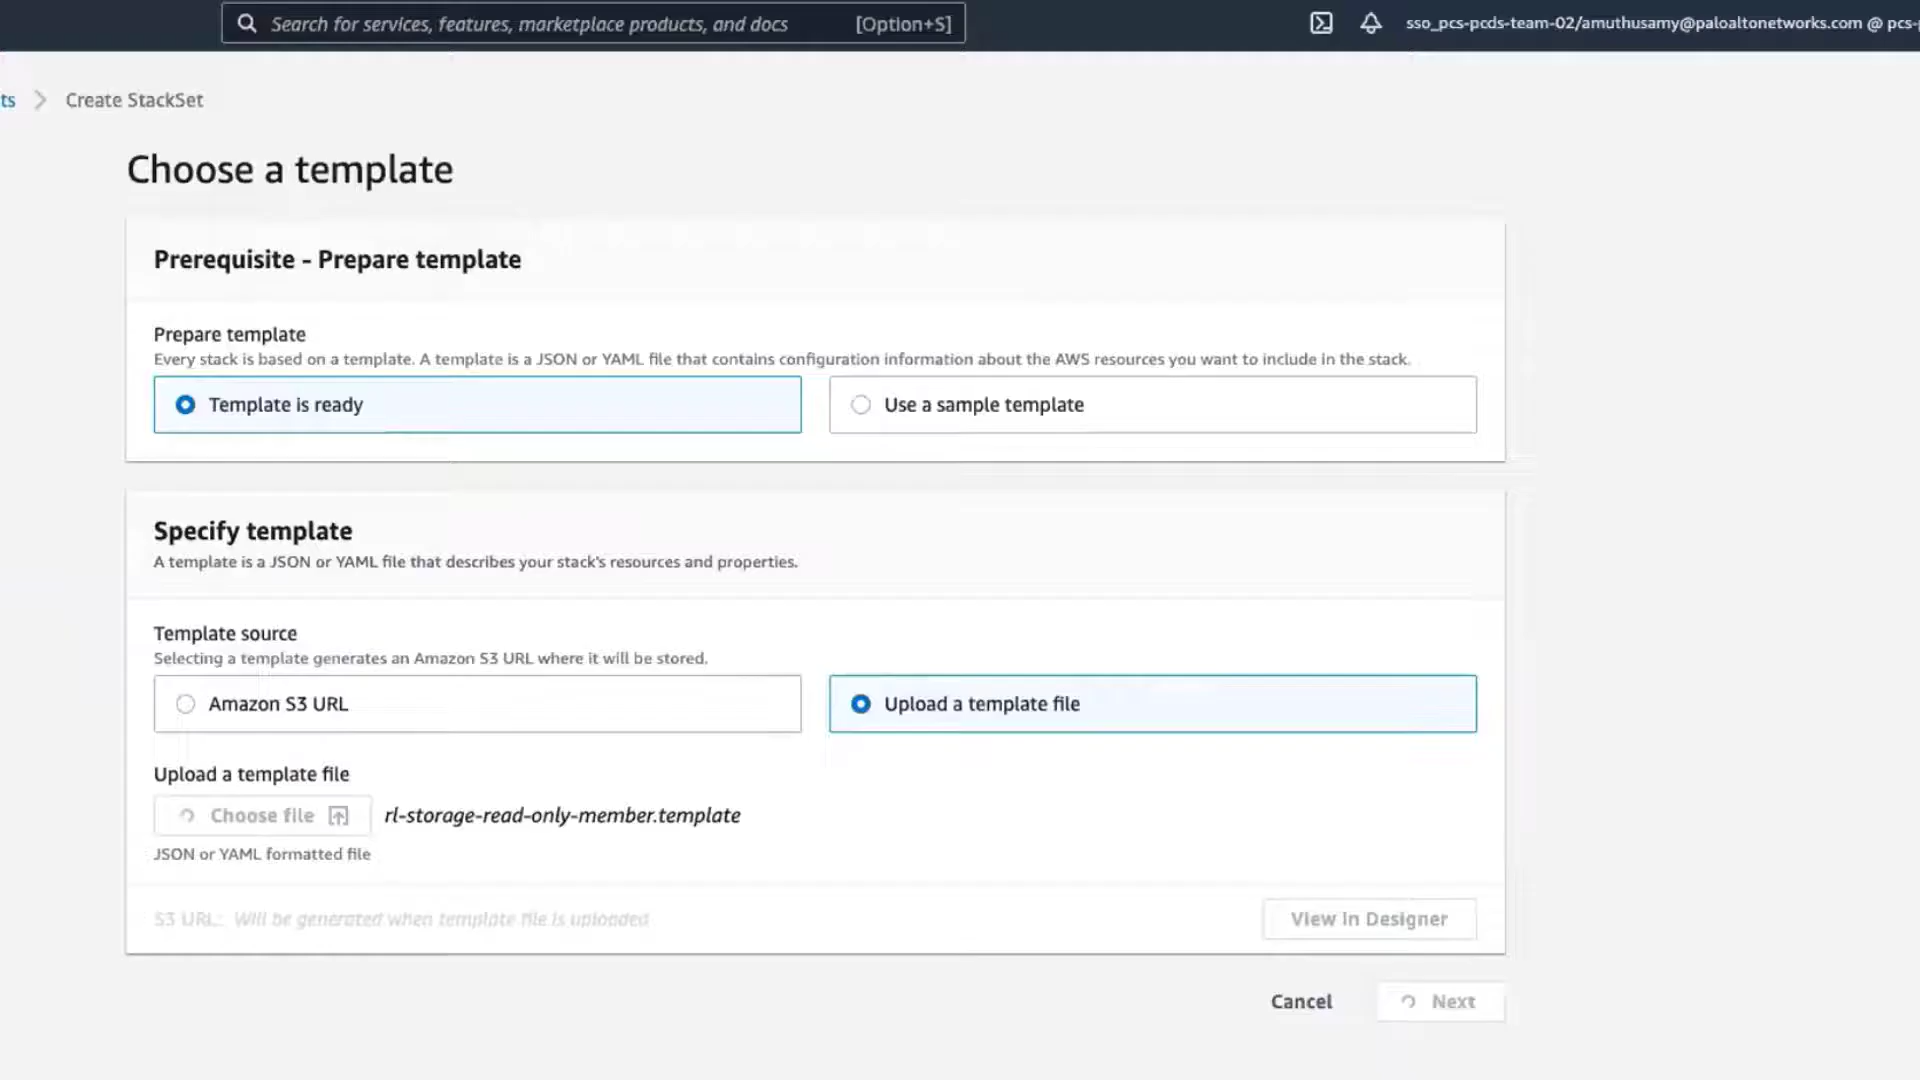 Search for services, features, marketplace products, and docs [Option+S] sso_pcs-pcds-team-02/amuthusamy@paloaltonetworks.com @ pcs-
ts > Create StackSet
Choose a template
Prerequisite - Prepare template
Prepare template
Every stack is based on a template. A template is a JSON or YAML file that contains configuration information about the AWS resources you want to include in the stack.
Template is ready Use a sample template
Specify template
A template is a JSON or YAML file that describes your stack's resources and properties.
Template source
Selecting a template generates an Amazon S3 URL where it will be stored.
Amazon S3 URL Upload a template file
Upload a template file
Choose file rl-storage-read-only-member.template
JSON or YAML formatted file
S3 URL: Will be generated when template file is uploaded View in Designer
Cancel Next